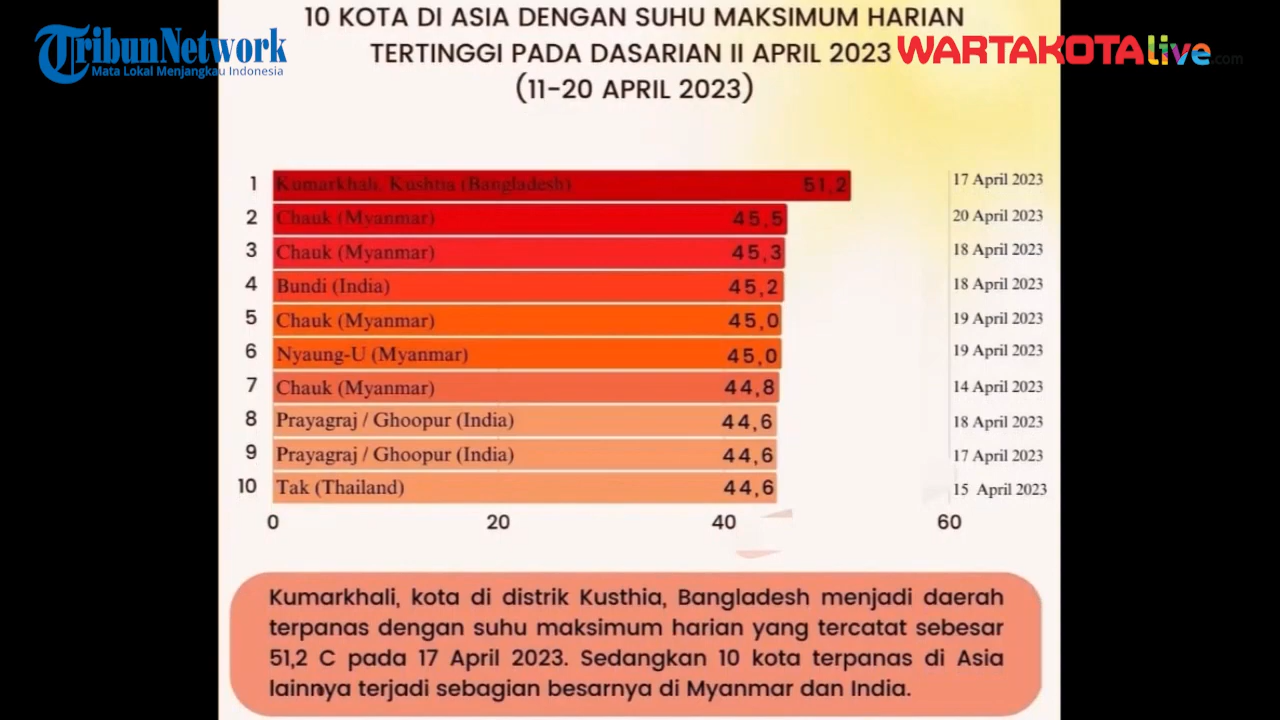 10 KOTA DI ASIA DENGAN SUHU MAKSIMUM HARIAN
TERTINGGI PADA DASARIAN II APRIL 2023
(11-20 APRIL 2023)
TribunNetwork
Mata Lokal Menjangkau Indonesia
WARTAKOTAlive.com
1 Kumarkhali, Kushtia (Bangladesh) 51,2 17 April 2023
2 Chauk (Myanmar) 45,5 20 April 2023
3 Chauk (Myanmar) 45,3 18 April 2023
4 Bundi (India) 45,2 18 April 2023
5 Chauk (Myanmar) 45,0 19 April 2023
6 Nyaung-U (Myanmar) 45,0 19 April 2023
7 Chauk (Myanmar) 44,8 14 April 2023
8 Prayagraj / Ghoopur (India) 44,6 18 April 2023
9 Prayagraj / Ghoopur (India) 44,6 17 April 2023
10 Tak (Thailand) 44,6 15 April 2023
0 20 40 60
Kumarkhali, kota di distrik Kusthia, Bangladesh menjadi daerah
terpanas dengan suhu maksimum harian yang tercatat sebesar
51,2 C pada 17 April 2023. Sedangkan 10 kota terpanas di Asia
lainnya terjadi sebagian besarnya di Myanmar dan India.